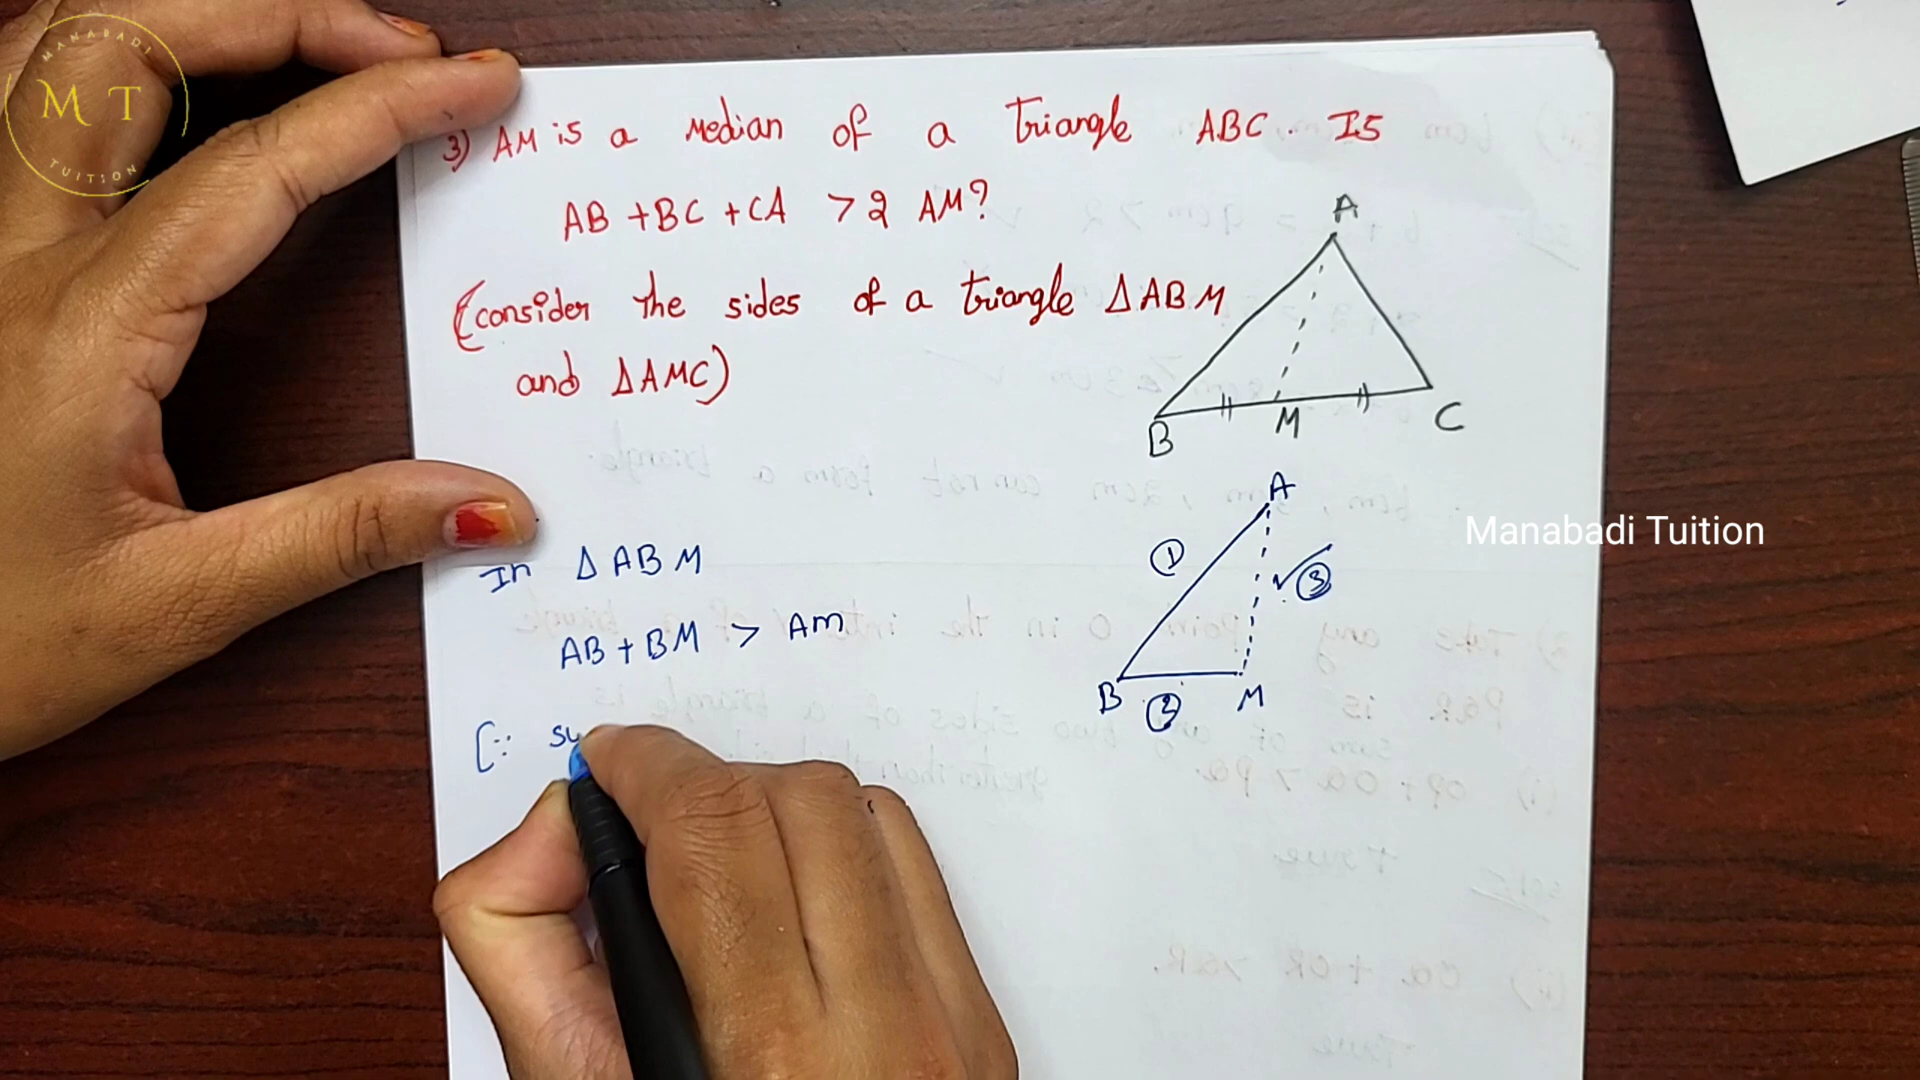 MANABADI
M T
TUITION
3) AM is a Median of a Triangle ABC. Is
AB + BC + CA > 2 AM?
(consider the sides of a triangle ΔABM
and ΔAMC)
A
B
M
C
In Δ ABM
AB + BM > AM
[∵ su
A
①
③
B
②
M
Manabadi Tuition